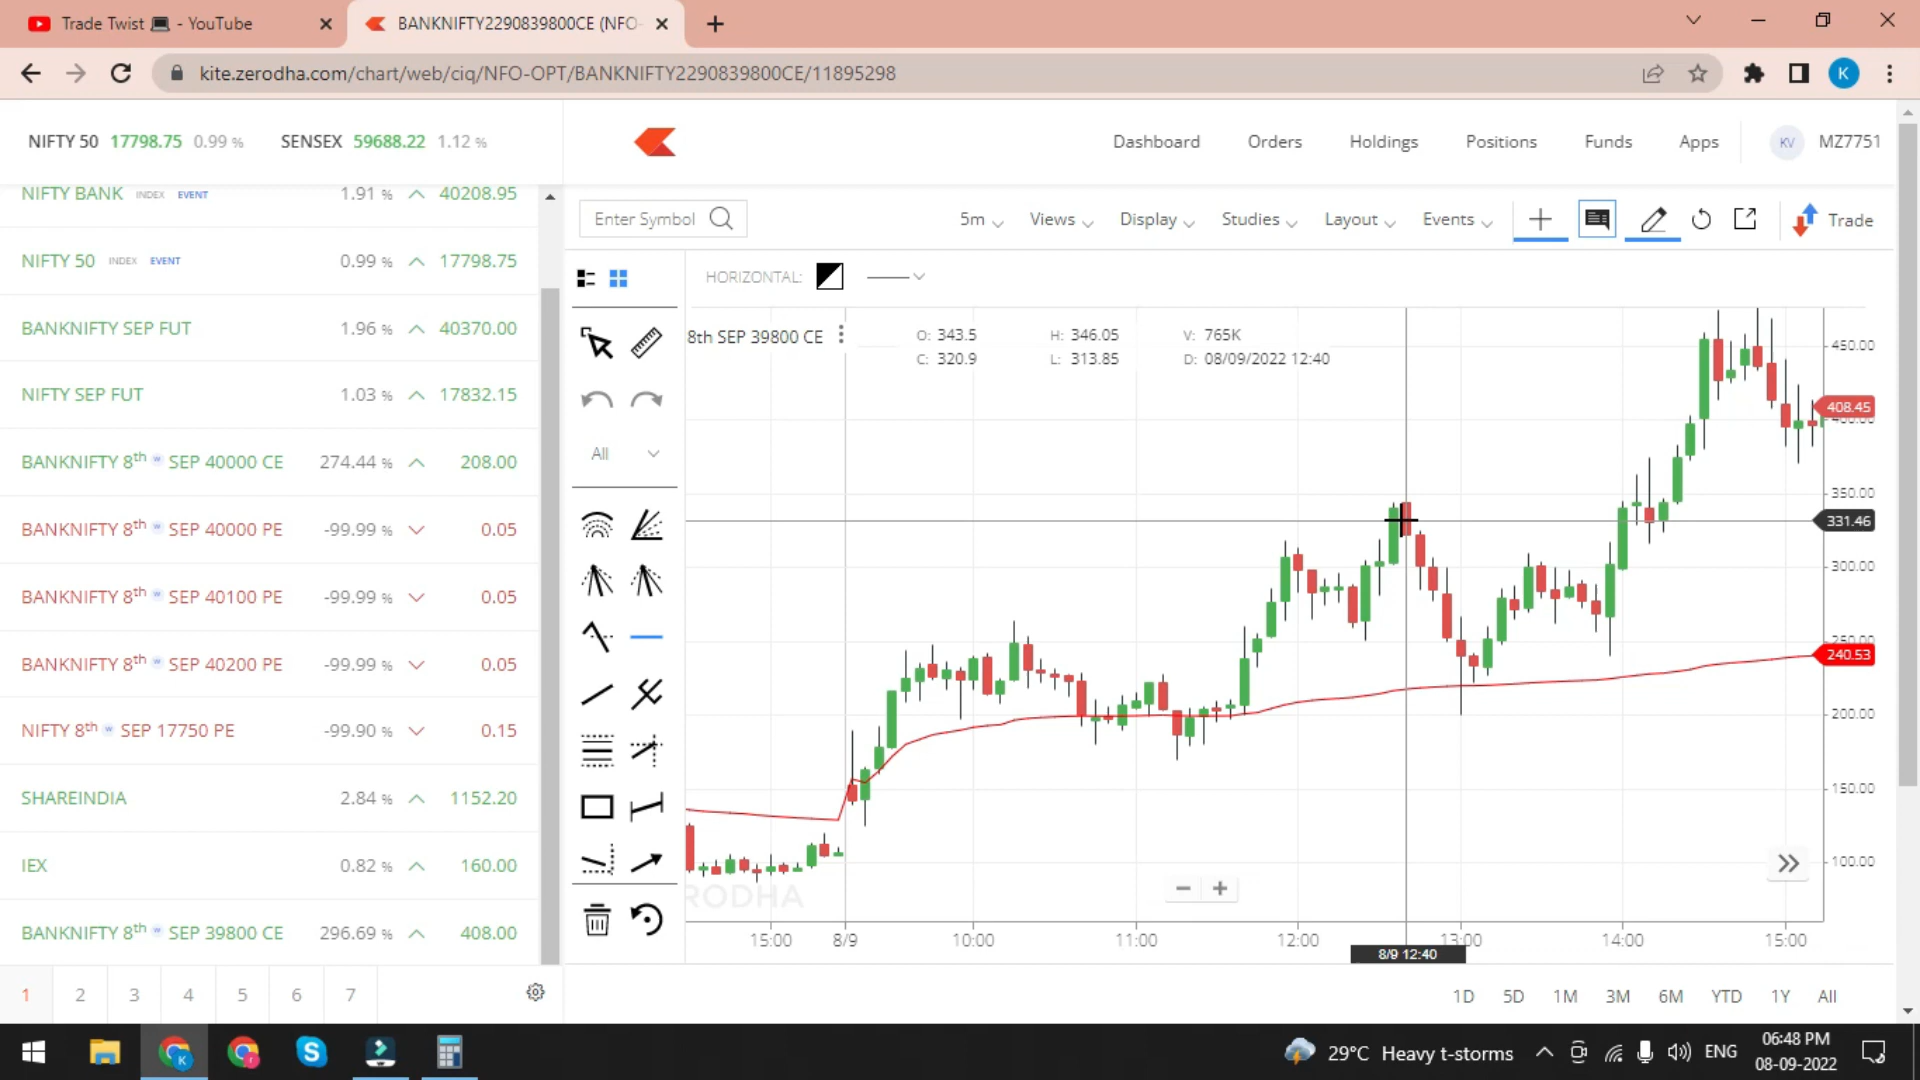 Trade Twist 💻 - YouTube
BANKNIFTY2290839800CE (NFO-
kite.zerodha.com/chart/web/ciq/NFO-OPT/BANKNIFTY2290839800CE/11895298
K
NIFTY 50 17798.75 0.99 %
SENSEX 59688.22 1.12 %
Dashboard
Orders
Holdings
Positions
Funds
Apps
KV
MZ7751
NIFTY BANK INDEX EVENT 1.91 % 40208.95
NIFTY 50 INDEX EVENT 0.99 % 17798.75
BANKNIFTY SEP FUT 1.96 % 40370.00
NIFTY SEP FUT 1.03 % 17832.15
BANKNIFTY 8th w SEP 40000 CE 274.44 % 208.00
BANKNIFTY 8th w SEP 40000 PE -99.99 % 0.05
BANKNIFTY 8th w SEP 40100 PE -99.99 % 0.05
BANKNIFTY 8th w SEP 40200 PE -99.99 % 0.05
NIFTY 8th w SEP 17750 PE -99.90 % 0.15
SHAREINDIA 2.84 % 1152.20
IEX 0.82 % 160.00
BANKNIFTY 8th w SEP 39800 CE 296.69 % 408.00
1 2 3 4 5 6 7
Enter Symbol
5m
Views
Display
Studies
Layout
Events
Trade
HORIZONTAL:
All
8th SEP 39800 CE
O: 343.5 H: 346.05 V: 765K
C: 320.9 L: 313.85 D: 08/09/2022 12:40
450.00
408.45
400.00
350.00
331.46
300.00
250.00
240.53
200.00
150.00
100.00
RODHA
15:00 8/9 10:00 11:00 12:00 13:00 14:00 15:00
8/9 12:40
1D 5D 1M 3M 6M YTD 1Y All
K
29°C Heavy t-storms
ENG
06:48 PM
08-09-2022